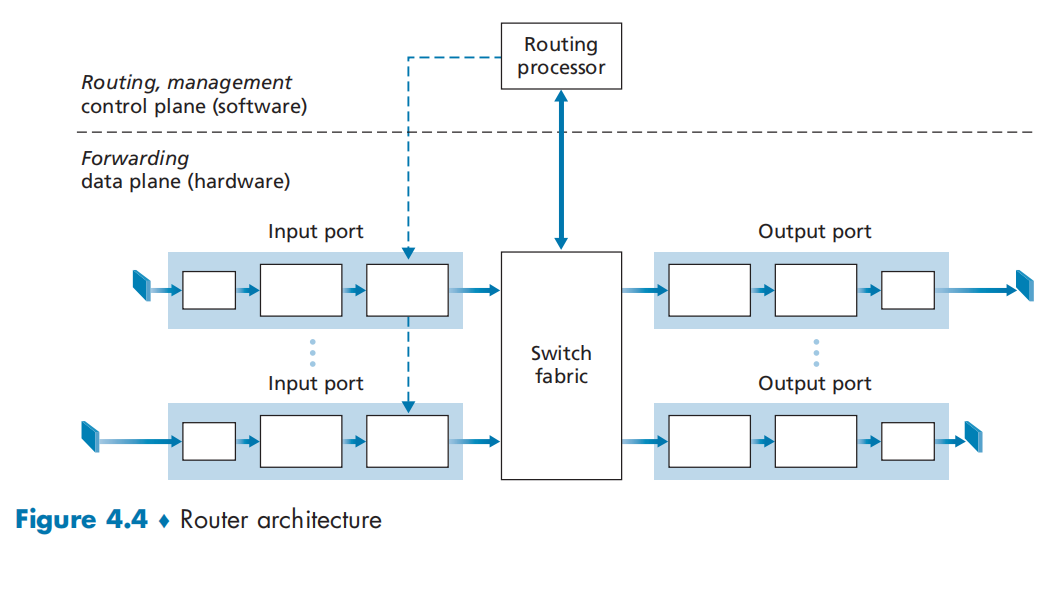 Routing
processor
Routing, management
control plane (software)
Forwarding
data plane (hardware)
Input port
Output port
Switch
fabric
Input port
Output port
Figure 4.4 ♦ Router architecture